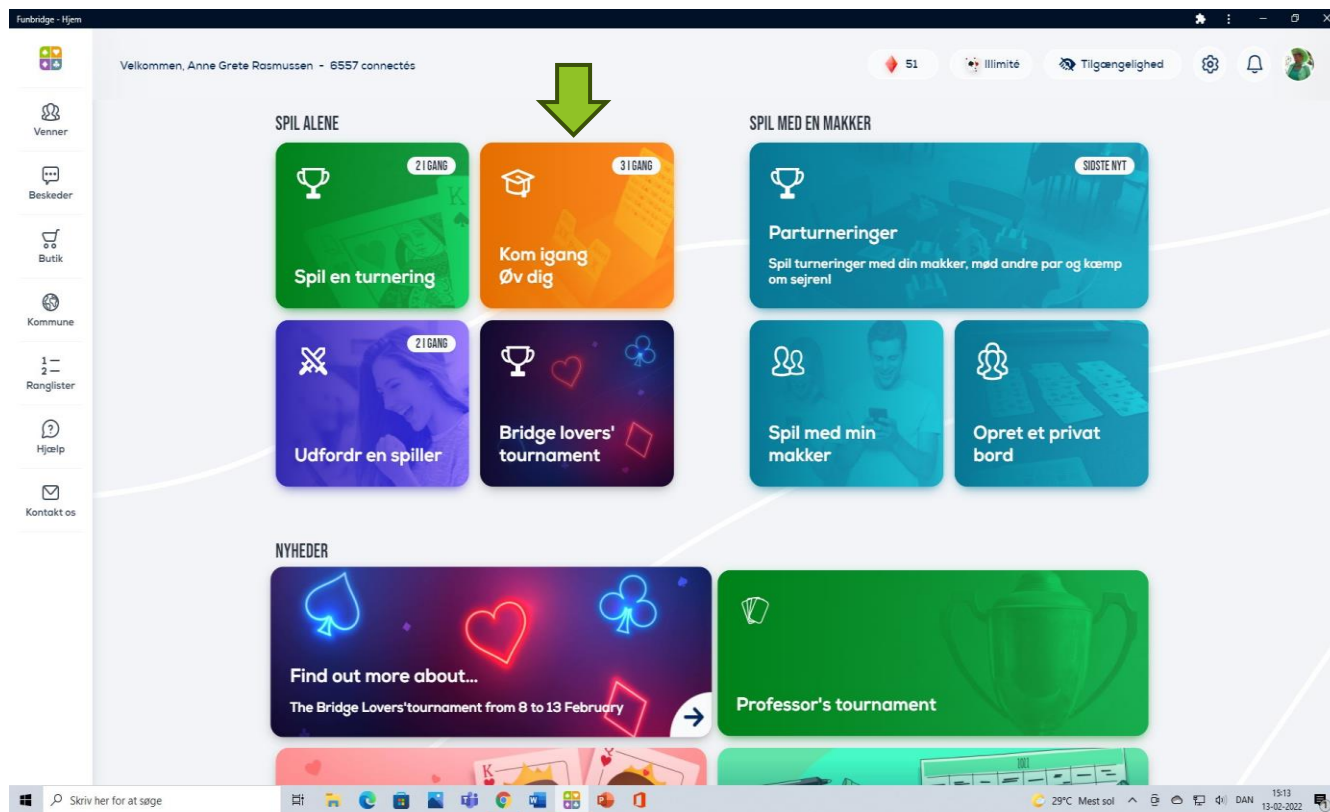 Funbridge - Hjem
Velkommen, Anne Grete Rasmussen - 6557 connectés
51
Illimité
Tilgængelighed
Venner
Beskeder
Butik
Kommune
1
2
Ranglister
Hjælp
Kontakt os
SPIL ALENE
2 I GANG
Spil en turnering
3 I GANG
Kom igang
Øv dig
2 I GANG
Udfordr en spiller
Bridge lovers'
tournament
SPIL MED EN MAKKER
SIDSTE NYT
Parturneringer
Spil turneringer med din makker, mød andre par og kæmp
om sejren!
Spil med min
makker
Opret et privat
bord
NYHEDER
Find out more about...
The Bridge Lovers'tournament from 8 to 13 February
Professor's tournament
K
Skriv her for at søge
29°C Mest sol
DAN
15:13
13-02-2022